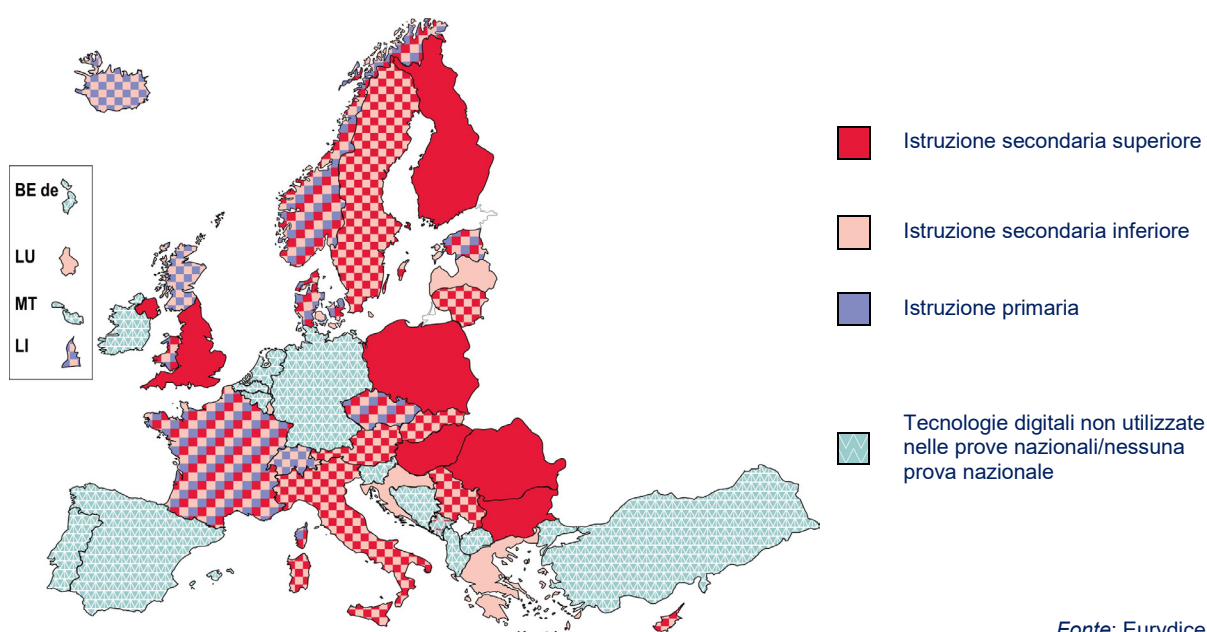 BE de
LU
MT
LI
Istruzione secondaria superiore
Istruzione secondaria inferiore
Istruzione primaria
Tecnologie digitali non utilizzate
nelle prove nazionali/nessuna
prova nazionale
Fonte: Eurydice